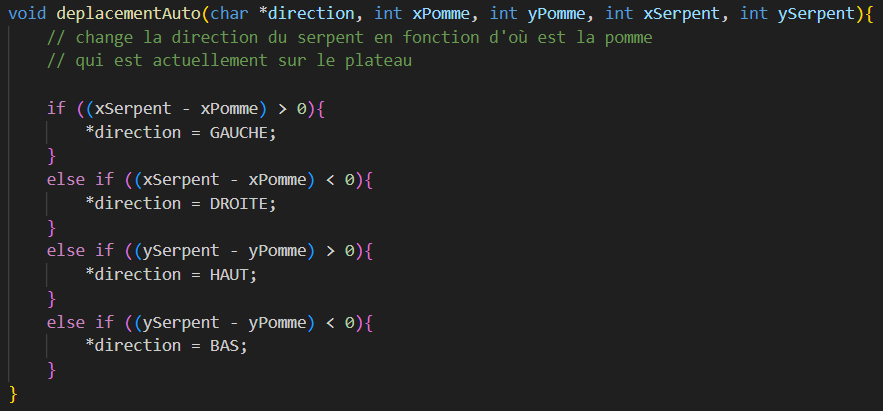 void deplacementAuto(char *direction, int xPomme, int yPomme, int xSerpent, int ySerpent){
    // change la direction du serpent en fonction d'où est la pomme
    // qui est actuellement sur le plateau

    if ((xSerpent - xPomme) > 0){
        *direction = GAUCHE;
    }
    else if ((xSerpent - xPomme) < 0){
        *direction = DROITE;
    }
    else if ((ySerpent - yPomme) > 0){
        *direction = HAUT;
    }
    else if ((ySerpent - yPomme) < 0){
        *direction = BAS;
    }
}